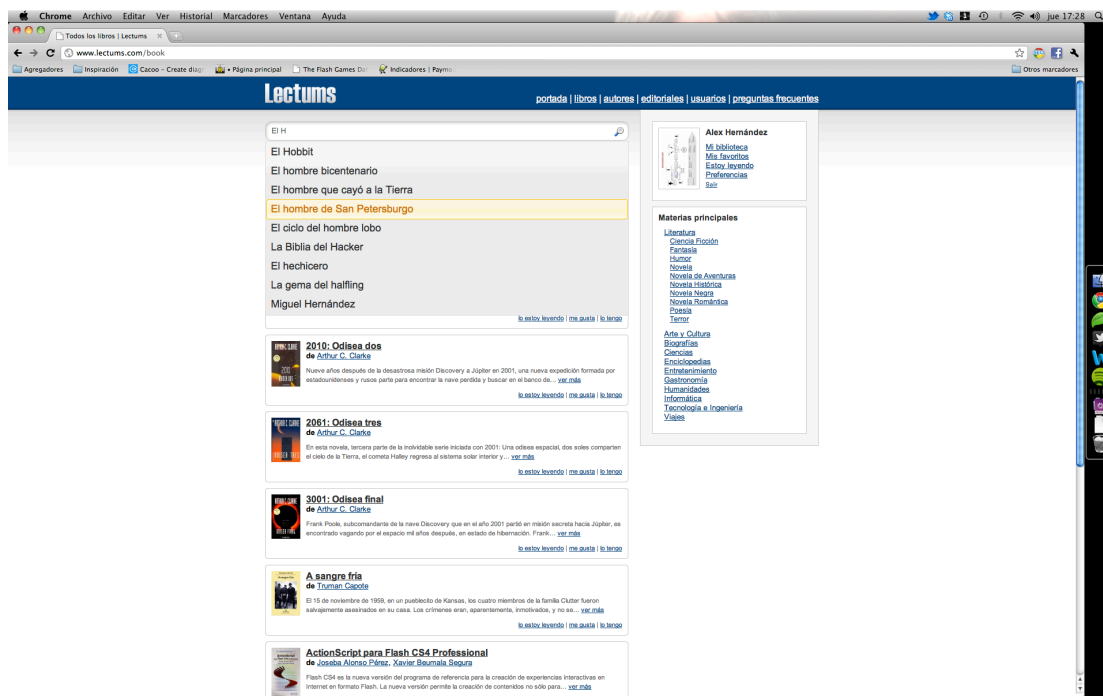 Chrome Archivo Editar Ver Historial Marcadores Ventana Ayuda
jue 17:28
Todos los libros | Lectums
www.lectums.com/book
Agregadores Inspiración Cacoo – Create diagr • Página principal The Flash Games Da Indicadores | Paymo
Otros marcadores
Lectums
portada | libros | autores | editoriales | usuarios | preguntas frecuentes
El H
El Hobbit
El hombre bicentenario
El hombre que cayó a la Tierra
El hombre de San Petersburgo
El ciclo del hombre lobo
La Biblia del Hacker
El hechicero
La gema del halfling
Miguel Hernández
lo estoy leyendo | me gusta | lo tengo
2010: Odisea dos
de Arthur C. Clarke
Nueve años después de la desastrosa misión Discovery a Júpiter en 2001, una nueva expedición formada por
estadounidenses y rusos parte para encontrar la nave perdida y buscar en el banco de... ver más
lo estoy leyendo | me gusta | lo tengo
2061: Odisea tres
de Arthur C. Clarke
En esta novela, tercera parte de la inolvidable serie iniciada con 2001: Una odisea espacial, dos soles comparten
el cielo de la Tierra, el cometa Halley regresa al sistema solar interior y... ver más
lo estoy leyendo | me gusta | lo tengo
3001: Odisea final
de Arthur C. Clarke
Frank Poole, subcomandante de la nave Discovery que en el año 2001 partió en misión secreta hacia Júpiter, es
encontrado vagando por el espacio mil años después, en estado de hibernación. Frank... ver más
lo estoy leyendo | me gusta | lo tengo
A sangre fría
de Truman Capote
El 15 de noviembre de 1959, en un pueblecito de Kansas, los cuatro miembros de la familia Clutter fueron
salvajemente asesinados en su casa. Los crímenes eran, aparentemente, inmotivados, y no se... ver más
lo estoy leyendo | me gusta | lo tengo
ActionScript para Flash CS4 Professional
de Joseba Alonso Pérez, Xavier Beumala Segura
Flash CS4 es la nueva versión del programa de referencia para la creación de experiencias interactivas en
Internet en formato Flash. La nueva versión permite la creación de contenidos no sólo para... ver más
Alex Hernández
Mi biblioteca
Mis favoritos
Estoy leyendo
Preferencias
Salir
Materias principales
Literatura
Ciencia Ficción
Fantasía
Humor
Novela
Novela de Aventuras
Novela Histórica
Novela Negra
Novela Romántica
Poesía
Terror
Arte y Cultura
Biografías
Ciencias
Enciclopedias
Entretenimiento
Gastronomía
Humanidades
Informática
Tecnología e Ingeniería
Viajes